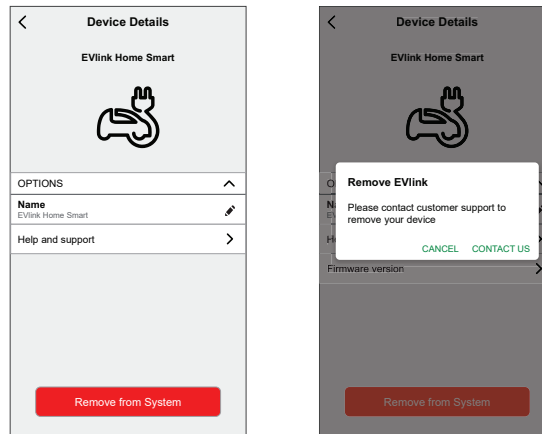 Device Details
EVlink Home Smart
OPTIONS
Name
EVlink Home Smart
Help and support
Remove from System
Device Details
EVlink Home Smart
O
Remove EVlink
N
Please contact customer support to
EV
remove your device
H
CANCEL CONTACT US
Firmware version
Remove from System